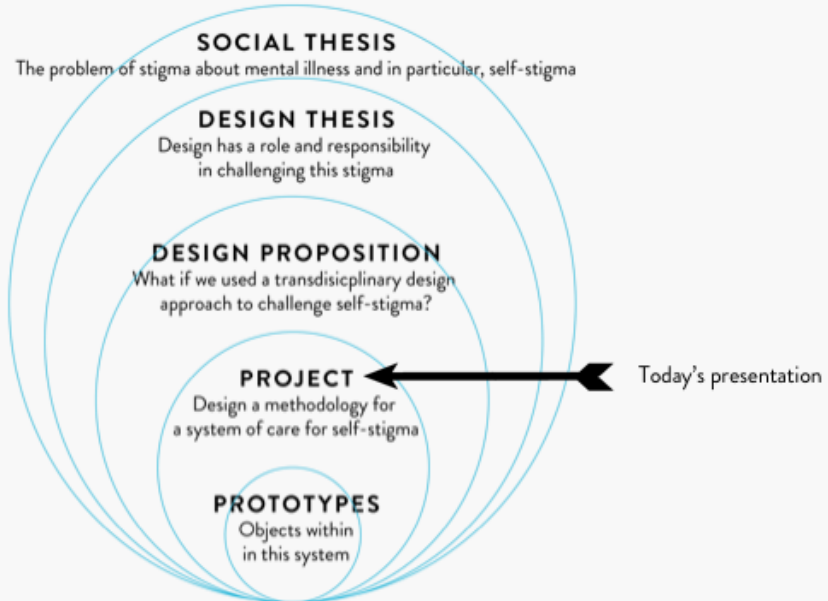 SOCIAL THESIS
The problem of stigma about mental illness and in particular, self-stigma
DESIGN THESIS
Design has a role and responsibility
in challenging this stigma
DESIGN PROPOSITION
What if we used a transdisicplinary design
approach to challenge self-stigma?
PROJECT
Today's presentation
Design a methodology for
a system of care for self-stigma
PROTOTYPES
Objects within
in this system